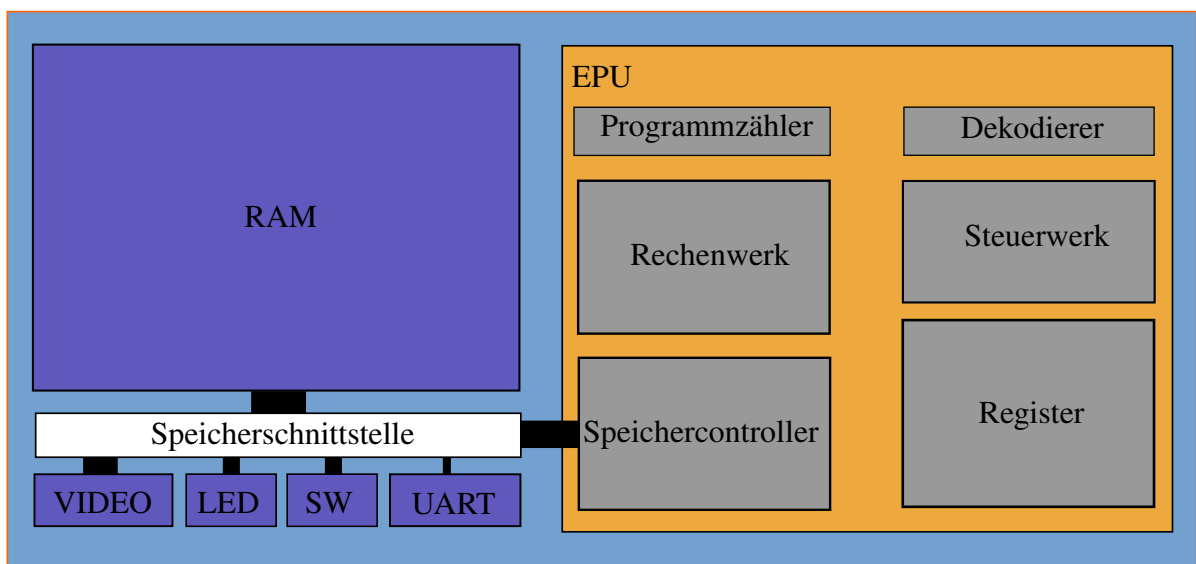 RAM
Speicherschnittstelle
VIDEO
LED
SW
UART
EPU
Programmzähler
Dekodierer
Rechenwerk
Steuerwerk
Speichercontroller
Register